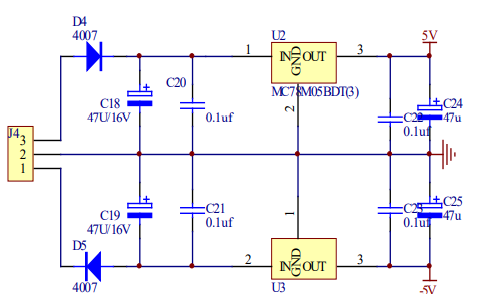 D4
4007
U2
5V
1
IN
OUT
3
GND
C20
MC78M05BDT(3)
C18
47U/16V
0.1uf
2
C22
0.1uf
C24
47u
J4
3
2
1
C19
47U/16V
C21
0.1uf
1
C23
0.1uf
C25
47u
D5
4007
2
IN
OUT
3
GND
U3
-5V